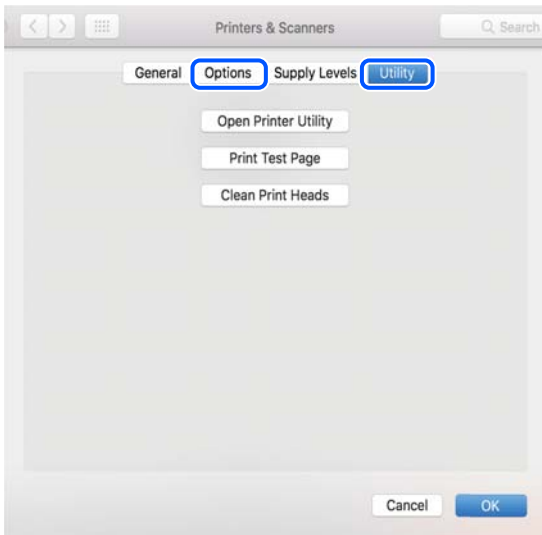 Printers & Scanners Search
General Options Supply Levels Utility
Open Printer Utility
Print Test Page
Clean Print Heads
Cancel OK